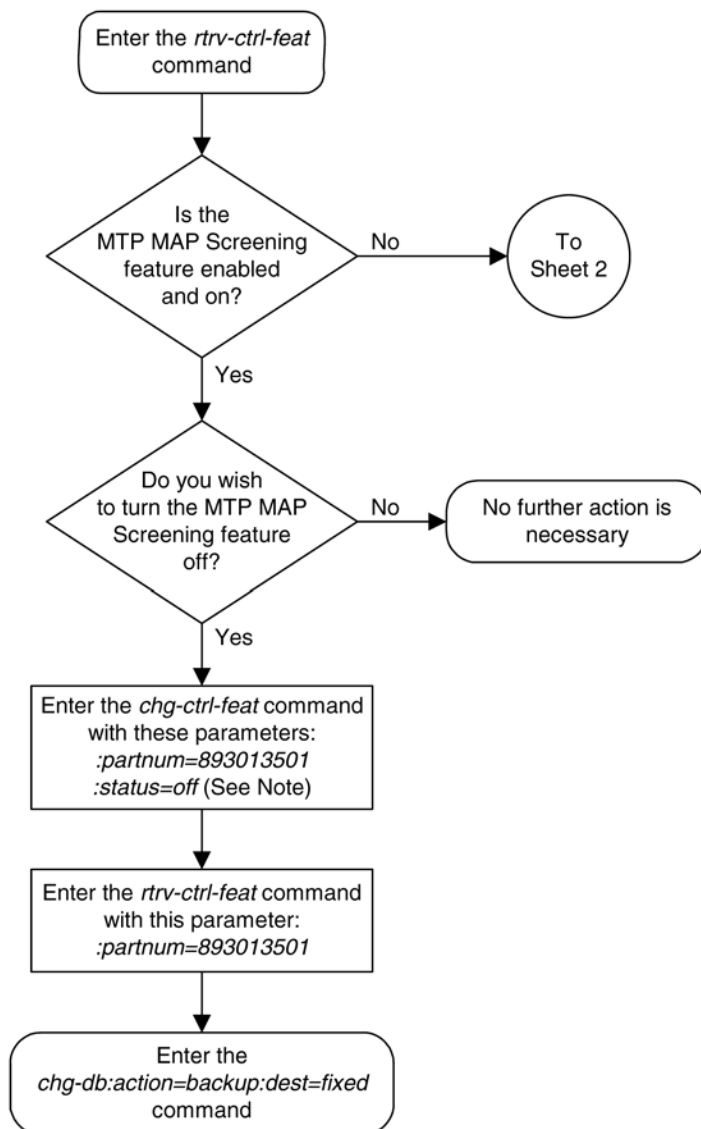 Enter the rtrv-ctrl-feat
command
Is the
MTP MAP Screening
feature enabled
and on?
No
To
Sheet 2
Yes
Do you wish
to turn the MTP MAP
Screening feature
off?
No
No further action is
necessary
Yes
Enter the chg-ctrl-feat command
with these parameters:
:partnum=893013501
:status=off (See Note)
Enter the rtrv-ctrl-feat command
with this parameter:
:partnum=893013501
Enter the
chg-db:action=backup:dest=fixed
command